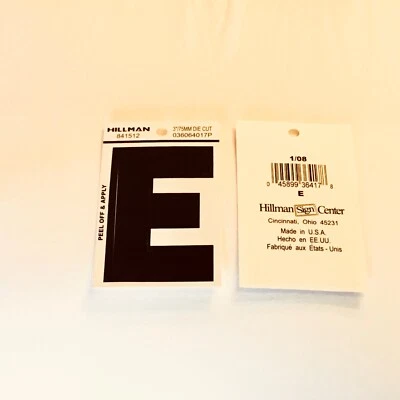 HILLMAN
841512
3"/75MM DIE CUT
036064017P
PEEL OFF & APPLY
E
1/08
0 45899 36417 8
E
Hillman Sign Center
Cincinnati, Ohio 45231
Made in U.S.A.
Hecho en EE.UU.
Fabriqué aux Etats - Unis